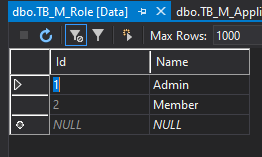 dbo.TB_M_Role [Data] dbo.TB_M_Appli
Max Rows: 1000
Id Name
1 Admin
2 Member
NULL NULL